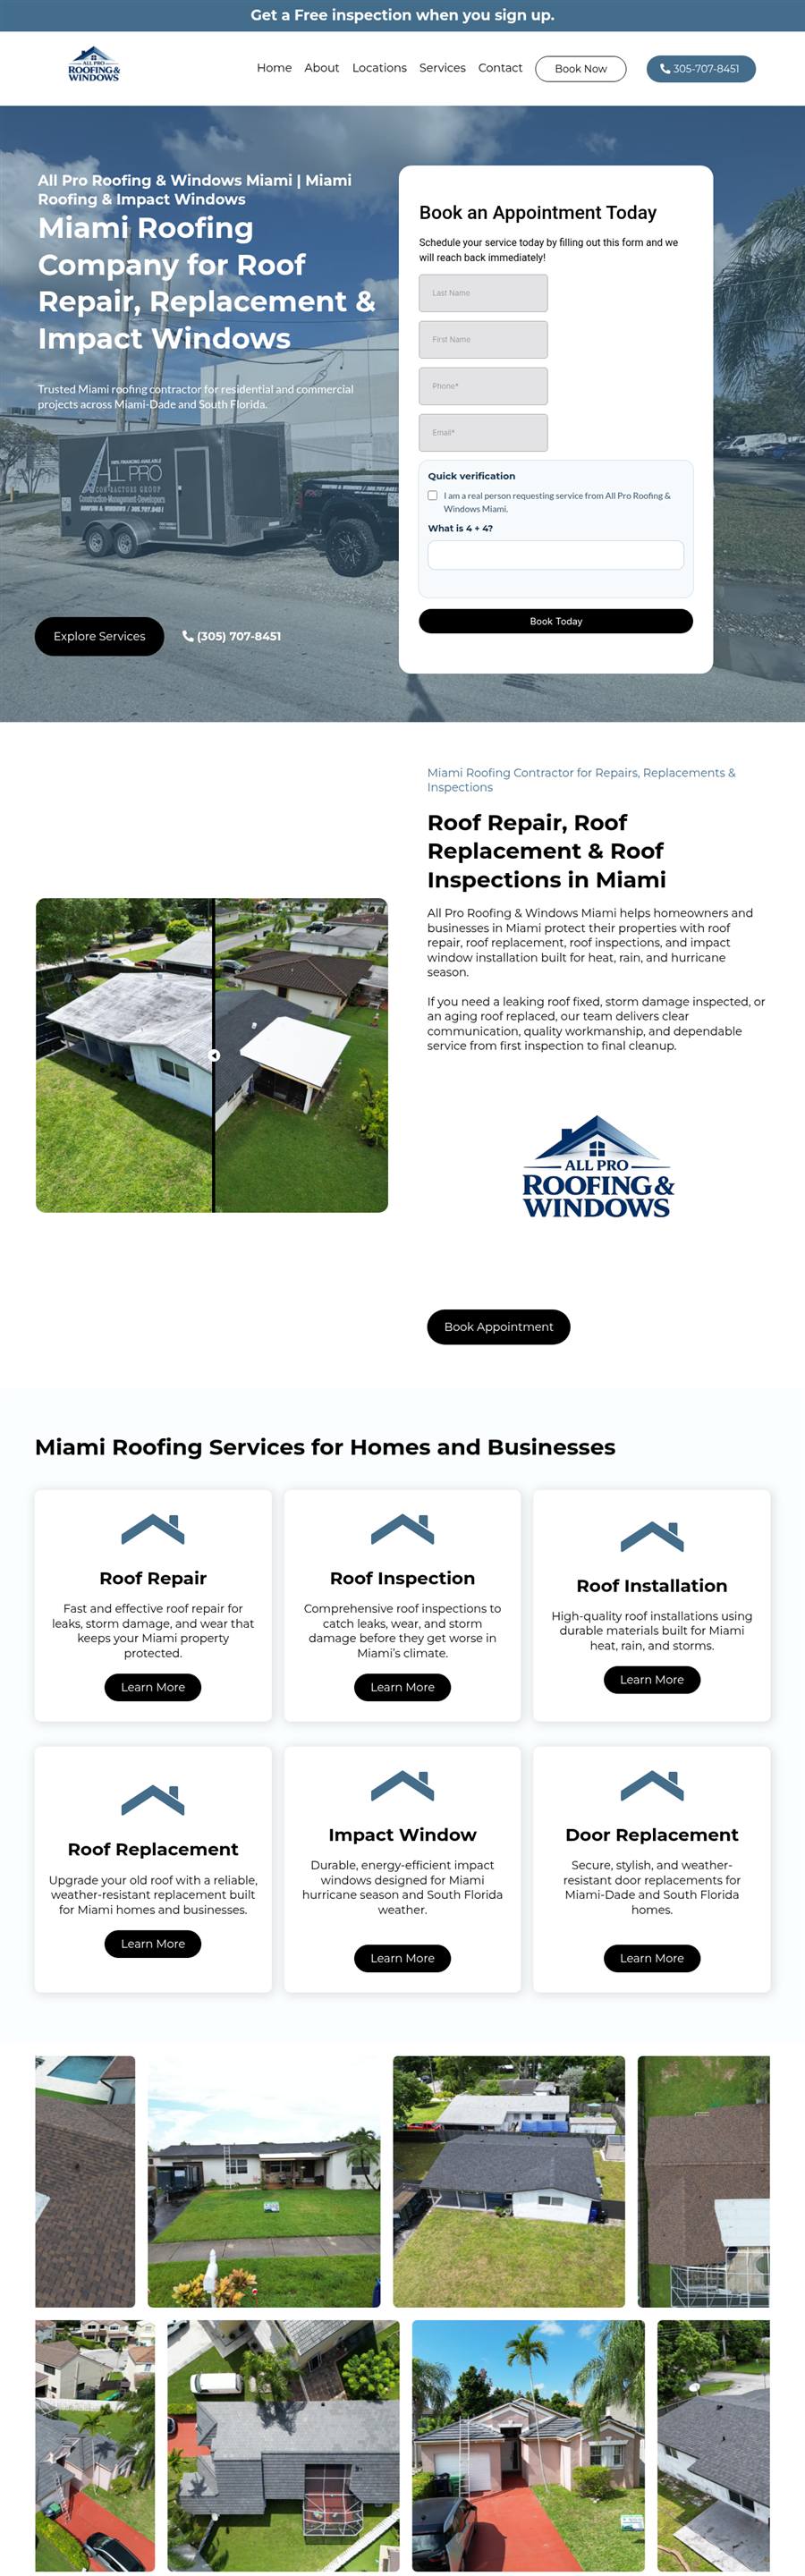 Get a Free inspection when you sign up.
ALL PRO
ROOFING &
WINDOWS
Home About Locations Services Contact Book Now 305-707-8451
All Pro Roofing & Windows Miami | Miami
Roofing & Impact Windows
Miami Roofing
Company for Roof
Repair, Replacement &
Impact Windows
Trusted Miami roofing contractor for residential and commercial
projects across Miami-Dade and South Florida.
100% FINANCING AVAILABLE
ALL PRO
CONTRACTORS GROUP
Construction-Management-Developers
ROOFING & WINDOWS / 305.707.8451
Explore Services
(305) 707-8451
Book an Appointment Today
Schedule your service today by filling out this form and we
will reach back immediately!
Last Name
First Name
Phone*
Email*
Quick verification
I am a real person requesting service from All Pro Roofing &
Windows Miami.
What is 4 + 4?
Book Today
Miami Roofing Contractor for Repairs, Replacements &
Inspections
Roof Repair, Roof
Replacement & Roof
Inspections in Miami
All Pro Roofing & Windows Miami helps homeowners and
businesses in Miami protect their properties with roof
repair, roof replacement, roof inspections, and impact
window installation built for heat, rain, and hurricane
season.
If you need a leaking roof fixed, storm damage inspected, or
an aging roof replaced, our team delivers clear
communication, quality workmanship, and dependable
service from first inspection to final cleanup.
ALL PRO
ROOFING &
WINDOWS
Book Appointment
Miami Roofing Services for Homes and Businesses
Roof Repair
Fast and effective roof repair for
leaks, storm damage, and wear that
keeps your Miami property
protected.
Learn More
Roof Inspection
Comprehensive roof inspections to
catch leaks, wear, and storm
damage before they get worse in
Miami's climate.
Learn More
Roof Installation
High-quality roof installations using
durable materials built for Miami
heat, rain, and storms.
Learn More
Roof Replacement
Upgrade your old roof with a reliable,
weather-resistant replacement built
for Miami homes and businesses.
Learn More
Impact Window
Durable, energy-efficient impact
windows designed for Miami
hurricane season and South Florida
weather.
Learn More
Door Replacement
Secure, stylish, and weather-
resistant door replacements for
Miami-Dade and South Florida
homes.
Learn More